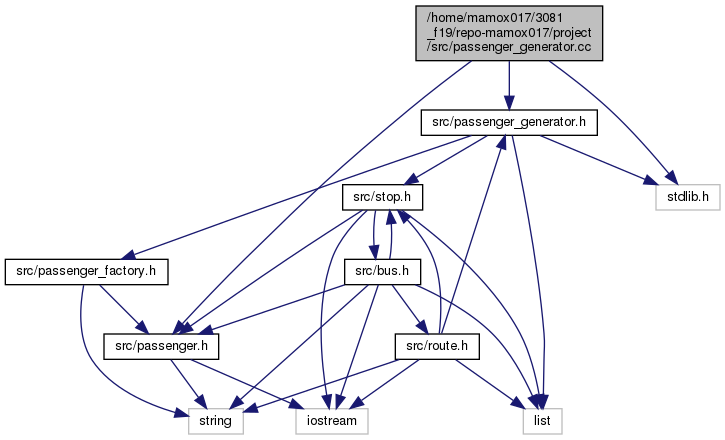 /home/mamox017/3081
_f19/repo-mamox017/project
/src/passenger_generator.cc
src/passenger_generator.h
stdlib.h
src/stop.h
src/passenger_factory.h
src/bus.h
src/passenger.h
src/route.h
string
iostream
list